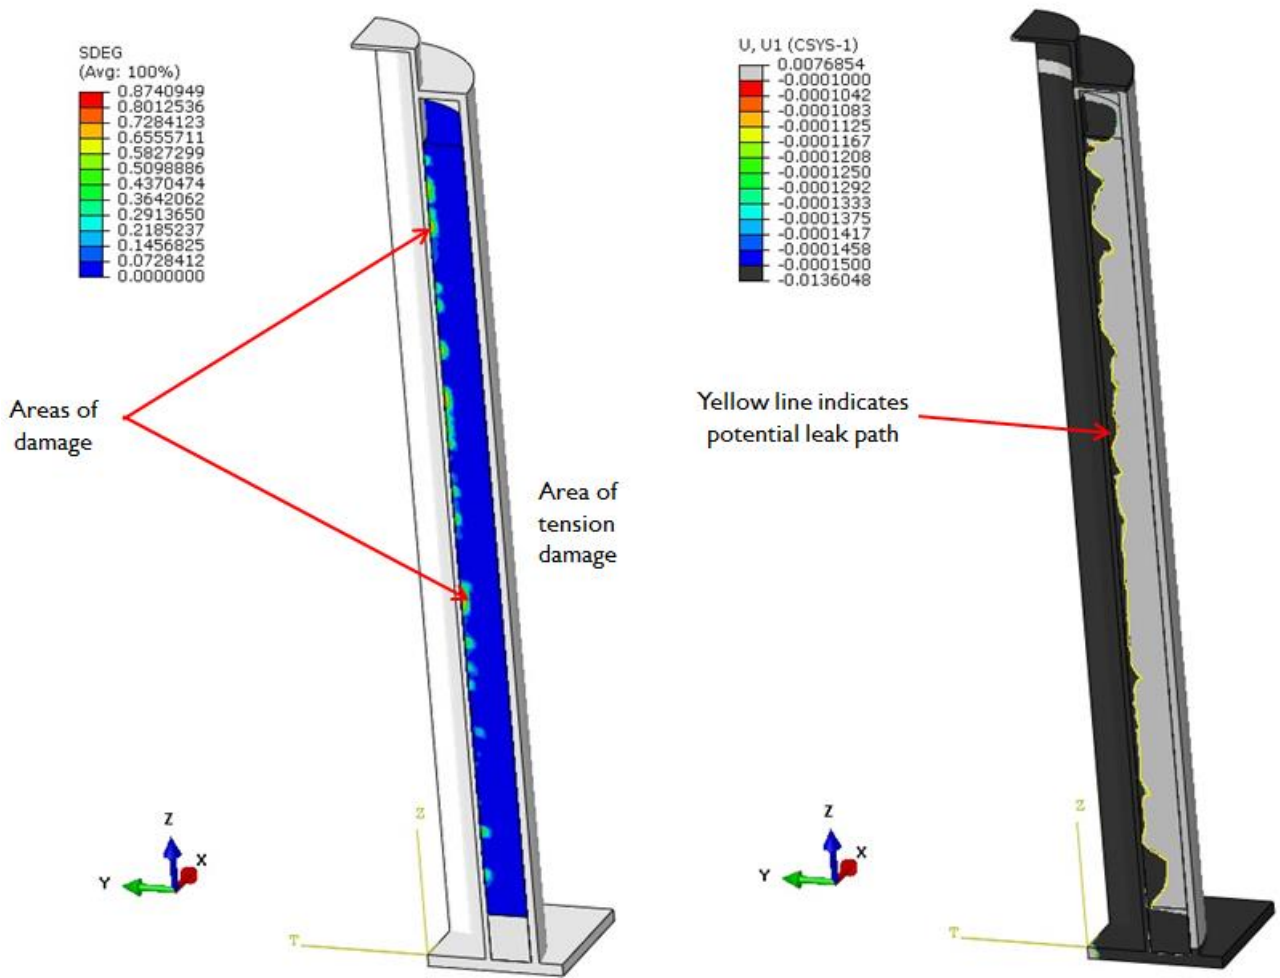 SDEG
(Avg: 100%)
0.8740949
0.8012536
0.7284123
0.6555711
0.5827299
0.5098886
0.4370474
0.3642062
0.2913650
0.2185237
0.1456825
0.0728412
0.0000000
Areas of
damage
Area of
tension
damage
Z
X
Y
Z
T
U, U1 (CSYS-1)
0.0076854
-0.0001000
-0.0001042
-0.0001083
-0.0001125
-0.0001167
-0.0001208
-0.0001250
-0.0001292
-0.0001333
-0.0001375
-0.0001417
-0.0001458
-0.0001500
-0.0136048
Yellow line indicates
potential leak path
Z
X
Y
Z
T